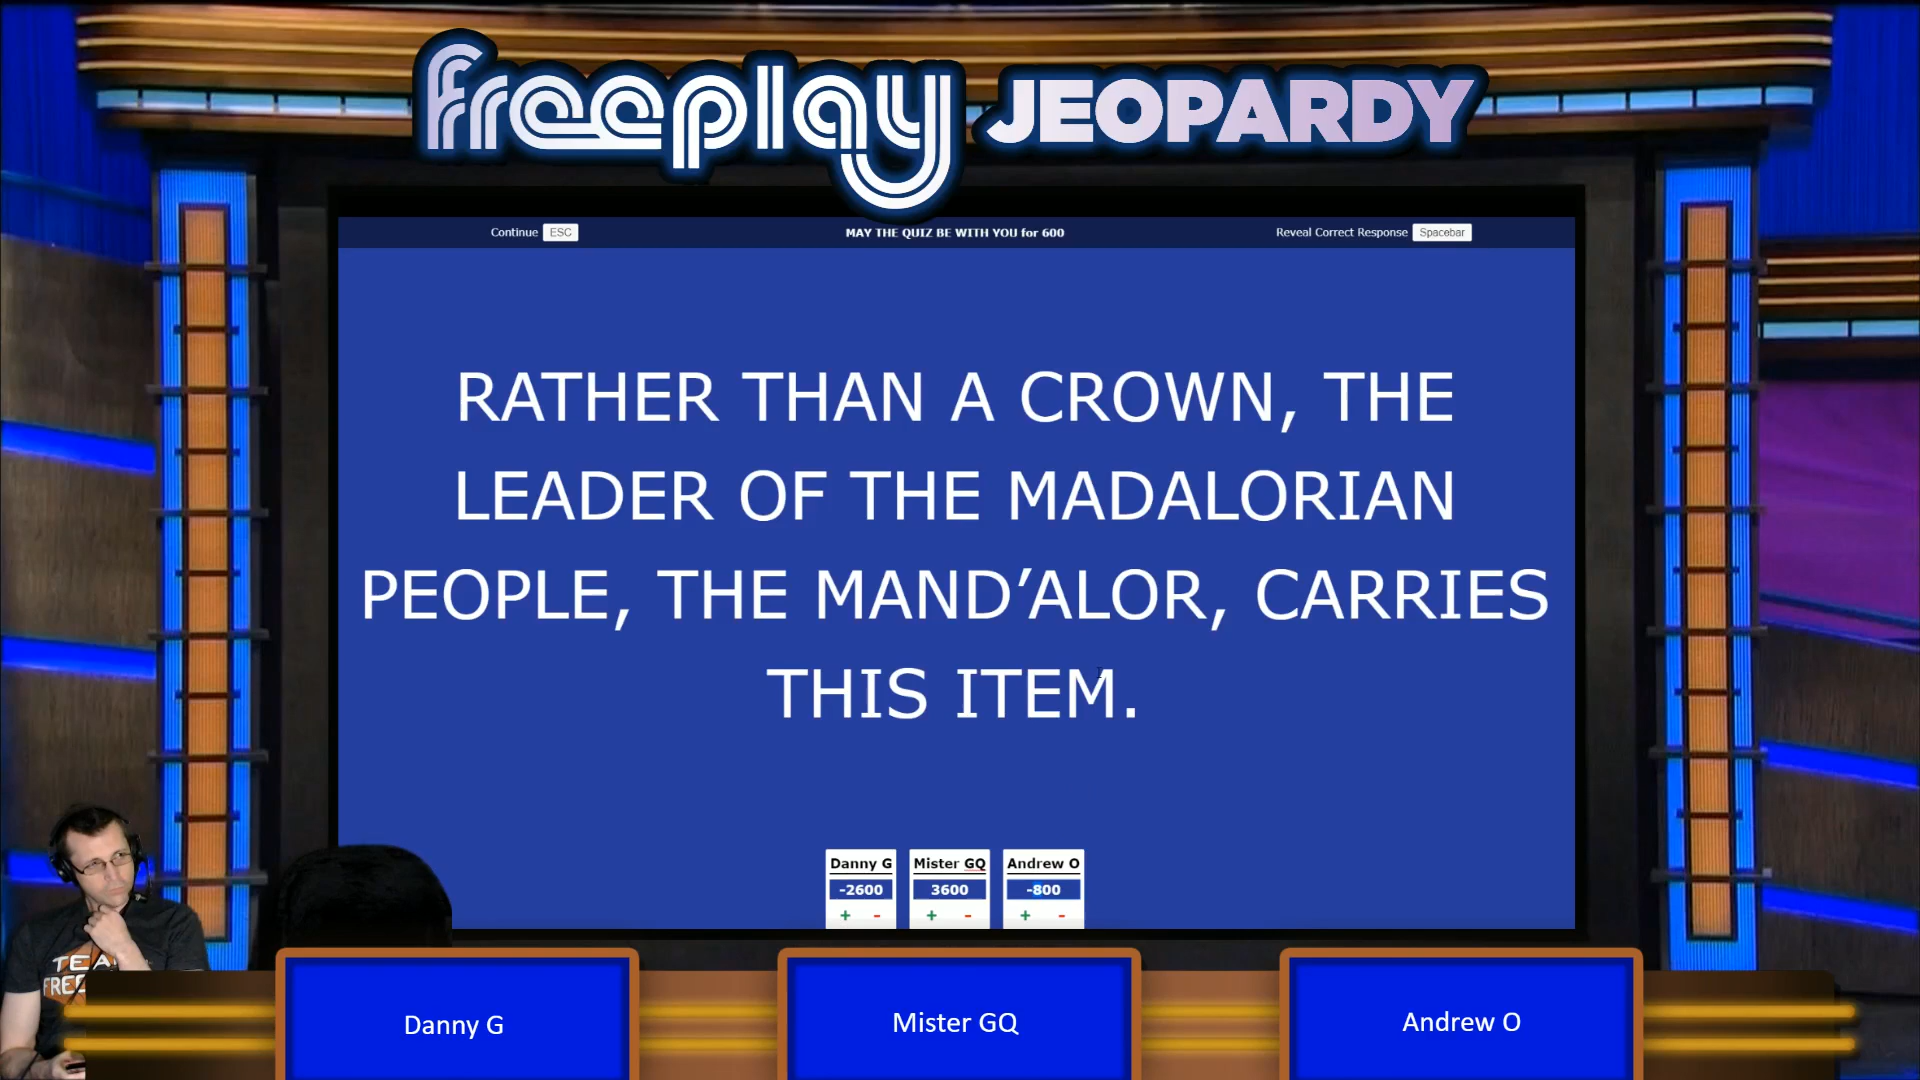 freeplay JEOPARDY
Continue ESC
MAY THE QUIZ BE WITH YOU for 600
Reveal Correct Response Spacebar
RATHER THAN A CROWN, THE
LEADER OF THE MADALORIAN
PEOPLE, THE MAND’ALOR, CARRIES
THIS ITEM.
Danny G
-2600
+ -
Mister GQ
3600
+ -
Andrew O
-800
+ -
TEA
FREE
Danny G
Mister GQ
Andrew O